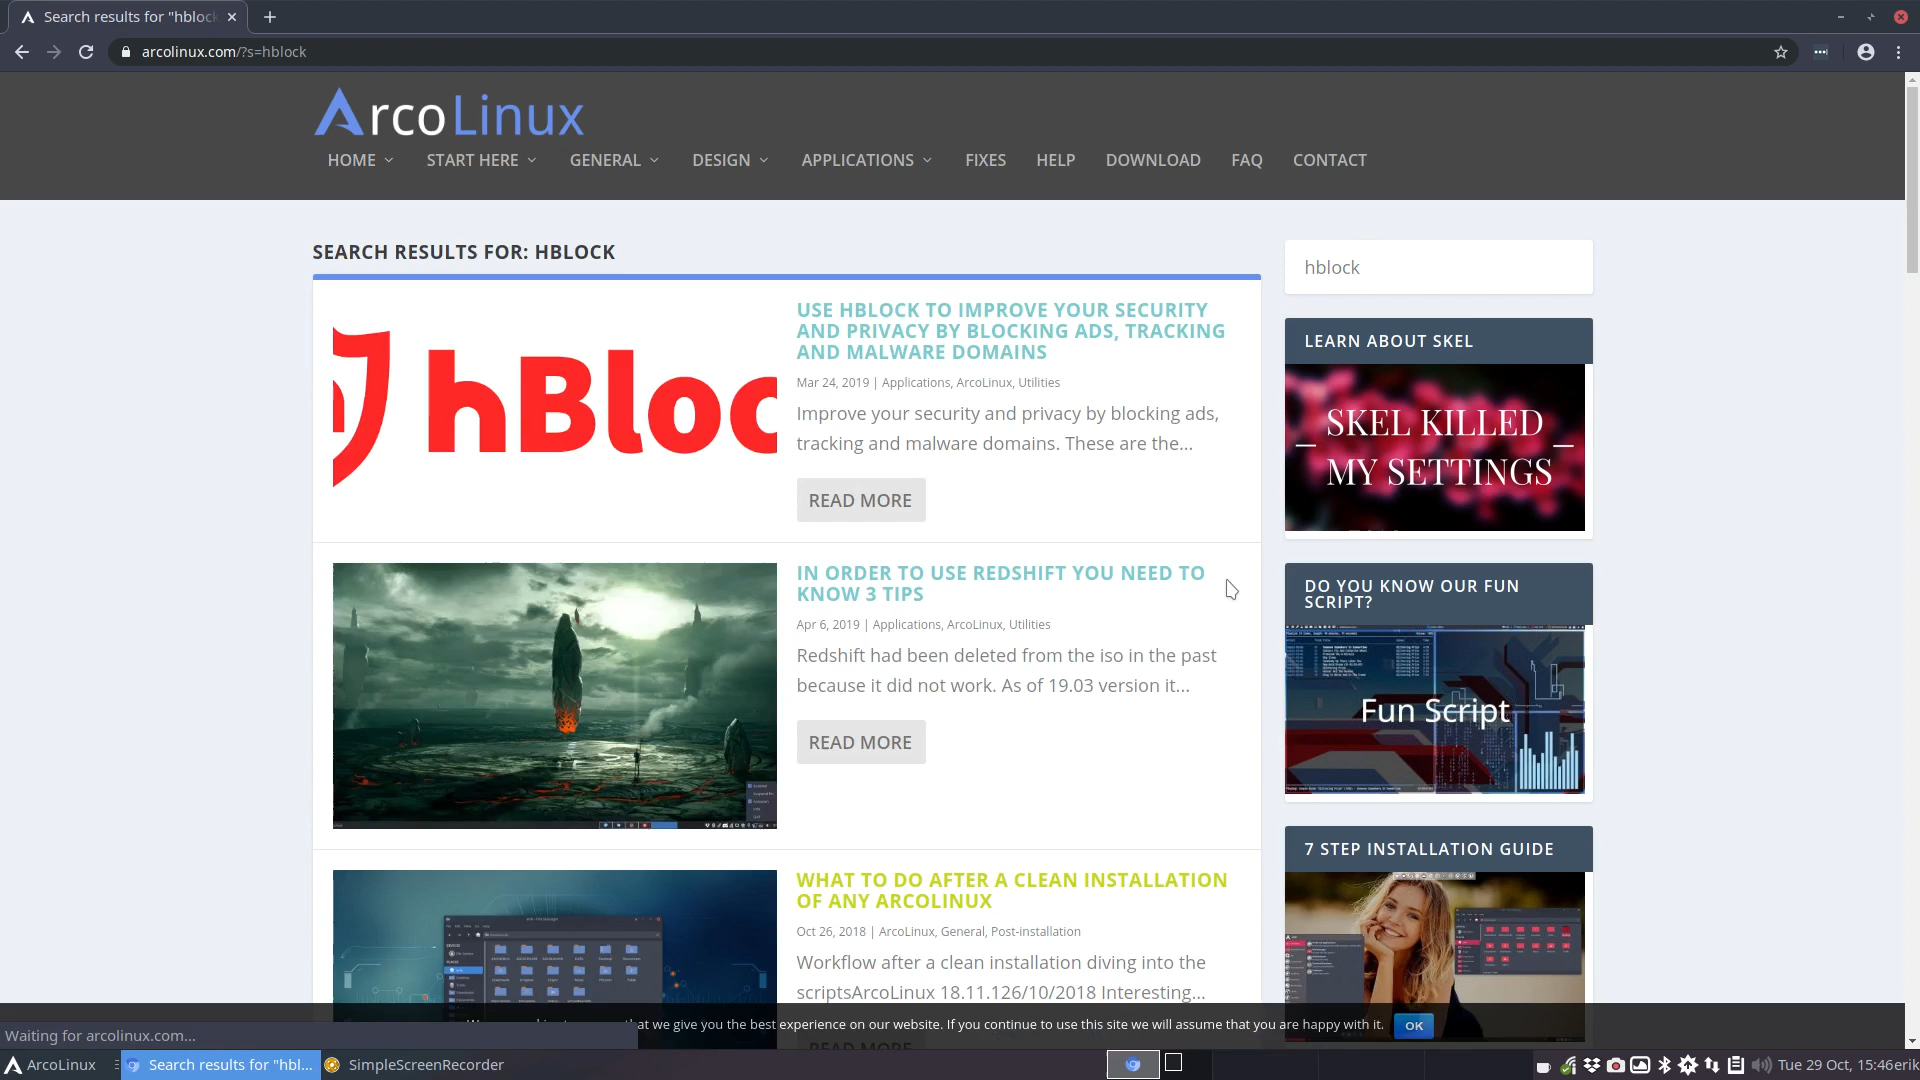 Search results for "hblock
arcolinux.com/?s=hblock
ArcoLinux
HOME START HERE GENERAL DESIGN APPLICATIONS FIXES HELP DOWNLOAD FAQ CONTACT
SEARCH RESULTS FOR: HBLOCK
hBloc
USE HBLOCK TO IMPROVE YOUR SECURITY
AND PRIVACY BY BLOCKING ADS, TRACKING
AND MALWARE DOMAINS
Mar 24, 2019 | Applications, ArcoLinux, Utilities
Improve your security and privacy by blocking ads,
tracking and malware domains. These are the...
READ MORE
IN ORDER TO USE REDSHIFT YOU NEED TO
KNOW 3 TIPS
Apr 6, 2019 | Applications, ArcoLinux, Utilities
Redshift had been deleted from the iso in the past
because it did not work. As of 19.03 version it...
READ MORE
WHAT TO DO AFTER A CLEAN INSTALLATION
OF ANY ARCOLINUX
Oct 26, 2018 | ArcoLinux, General, Post-installation
Workflow after a clean installation diving into the
scriptsArcoLinux 18.11.126/10/2018 Interesting...
READ MORE
hblock
LEARN ABOUT SKEL
SKEL KILLED
MY SETTINGS
DO YOU KNOW OUR FUN
SCRIPT?
Fun Script
7 STEP INSTALLATION GUIDE
that we give you the best experience on our website. If you continue to use this site we will assume that you are happy with it. OK
Waiting for arcolinux.com...
ArcoLinux Search results for "hbl... SimpleScreenRecorder Tue 29 Oct, 15:46 erik